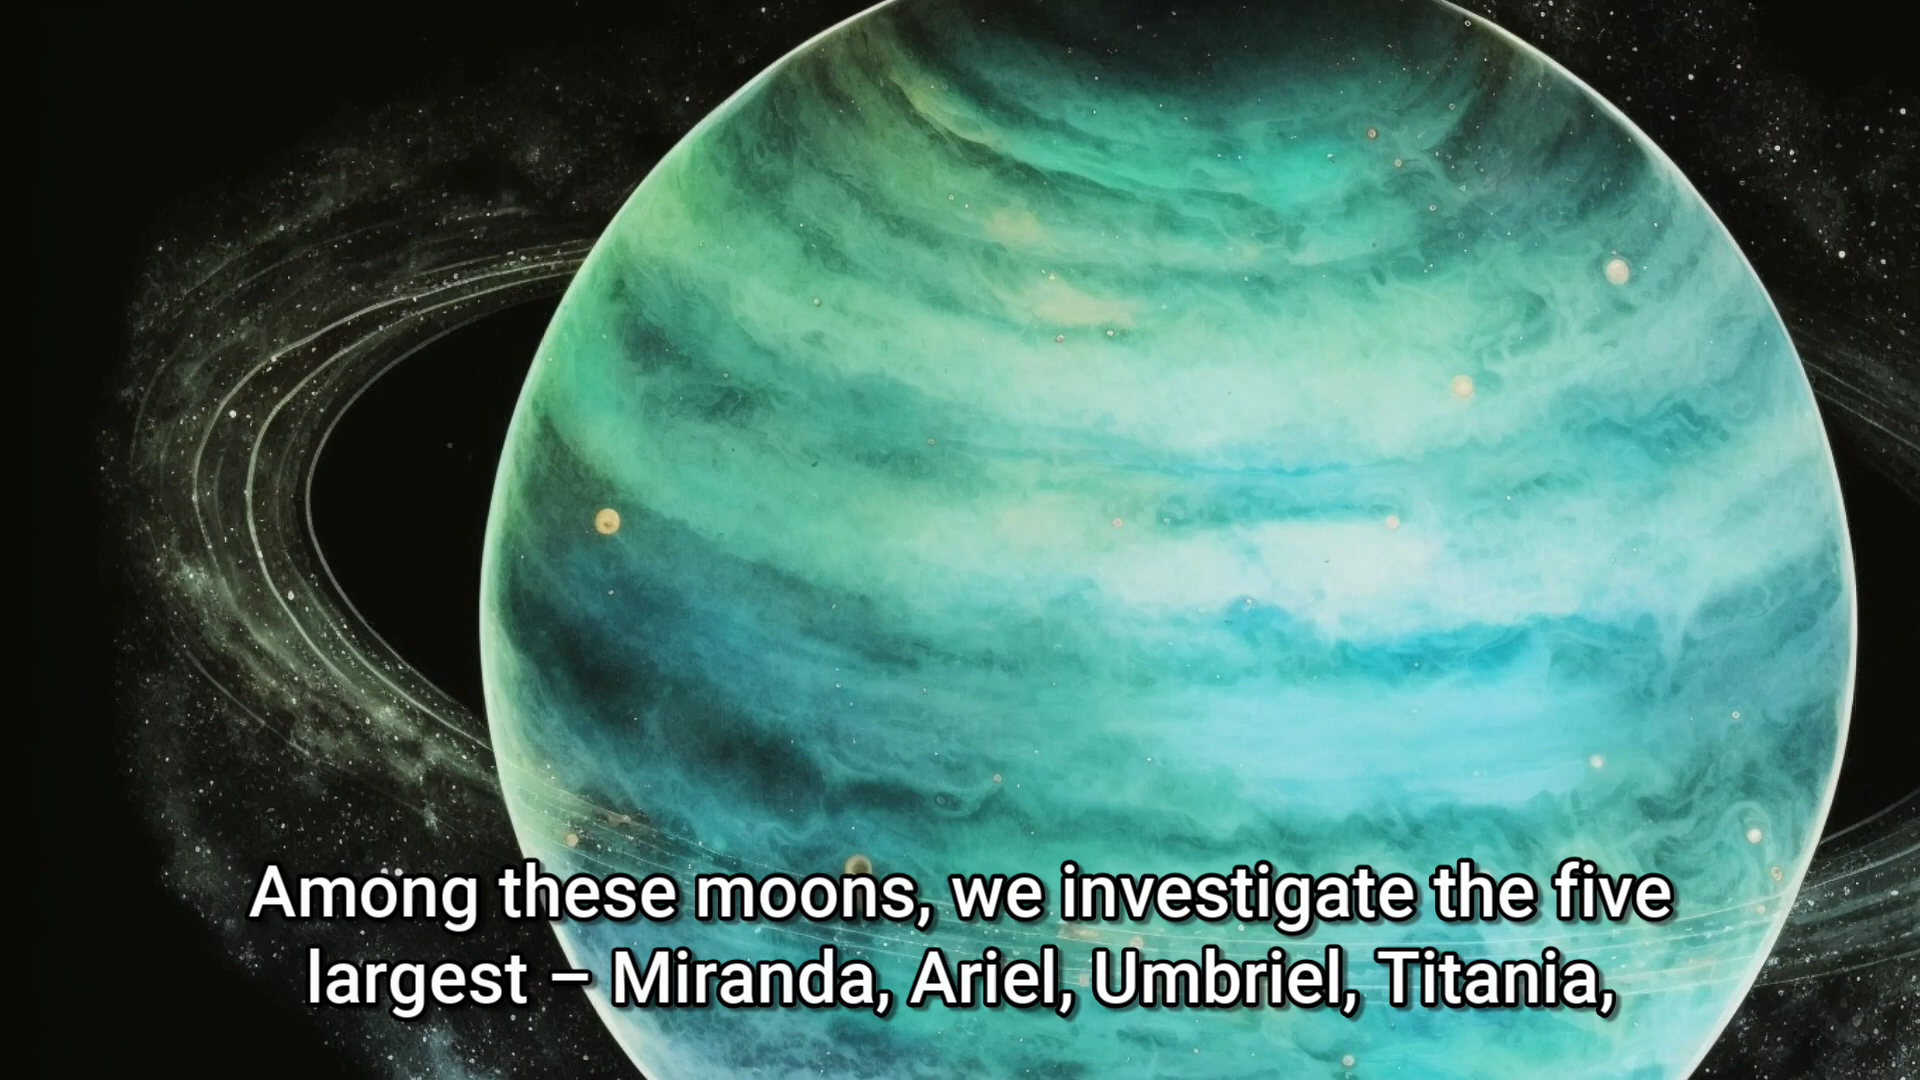 Among these moons, we investigate the five
largest – Miranda, Ariel, Umbriel, Titania,